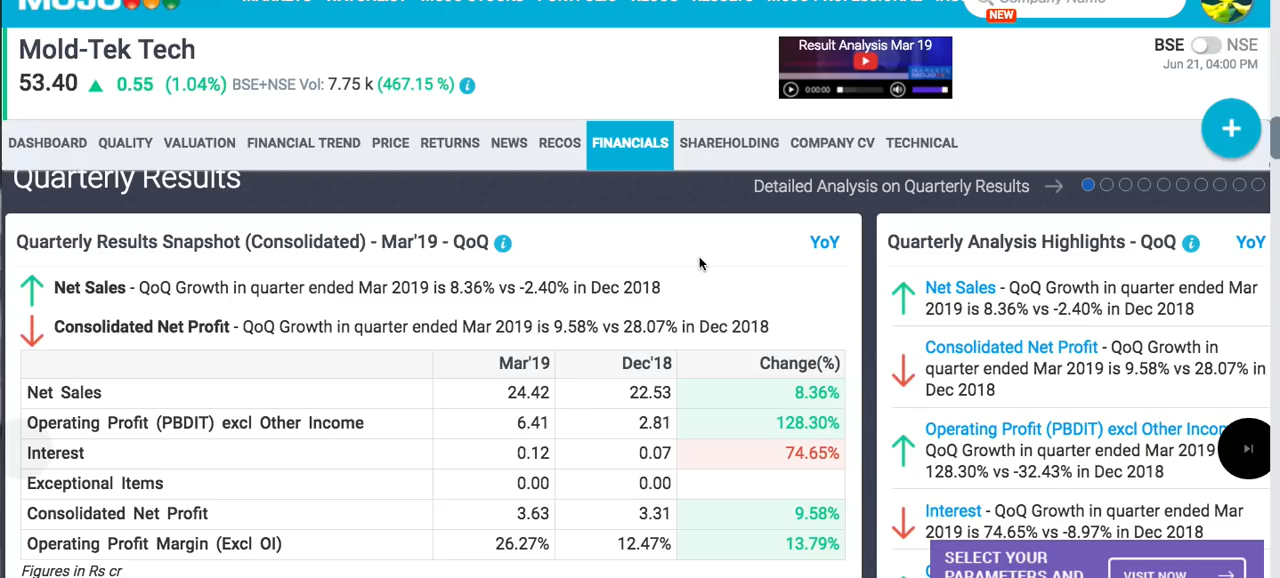 MOJO
Company Name
NEW
Mold-Tek Tech
53.40 ▲ 0.55 (1.04%) BSE+NSE Vol: 7.75 k (467.15 %) i
Result Analysis Mar 19
0:00:00
BSE NSE
Jun 21, 04:00 PM
+
DASHBOARD QUALITY VALUATION FINANCIAL TREND PRICE RETURNS NEWS RECOS FINANCIALS SHAREHOLDING COMPANY CV TECHNICAL
Quarterly Results
Detailed Analysis on Quarterly Results →
Quarterly Results Snapshot (Consolidated) - Mar'19 - QoQ i YoY
↑ Net Sales - QoQ Growth in quarter ended Mar 2019 is 8.36% vs -2.40% in Dec 2018
↓ Consolidated Net Profit - QoQ Growth in quarter ended Mar 2019 is 9.58% vs 28.07% in Dec 2018
Mar'19 Dec'18 Change(%)
Net Sales 24.42 22.53 8.36%
Operating Profit (PBDIT) excl Other Income 6.41 2.81 128.30%
Interest 0.12 0.07 74.65%
Exceptional Items 0.00 0.00
Consolidated Net Profit 3.63 3.31 9.58%
Operating Profit Margin (Excl OI) 26.27% 12.47% 13.79%
Figures in Rs cr
Quarterly Analysis Highlights - QoQ i YoY
↑ Net Sales - QoQ Growth in quarter ended Mar
2019 is 8.36% vs -2.40% in Dec 2018
↓ Consolidated Net Profit - QoQ Growth in
quarter ended Mar 2019 is 9.58% vs 28.07% in
Dec 2018
↑ Operating Profit (PBDIT) excl Other
QoQ Growth in quarter ended Mar 2019
128.30% vs -32.43% in Dec 2018
↓ Interest - QoQ Growth in quarter ended Mar
2019 is 74.65% vs -8.97% in Dec 2018
SELECT YOUR
PARAMETERS AND
VISIT NOW →